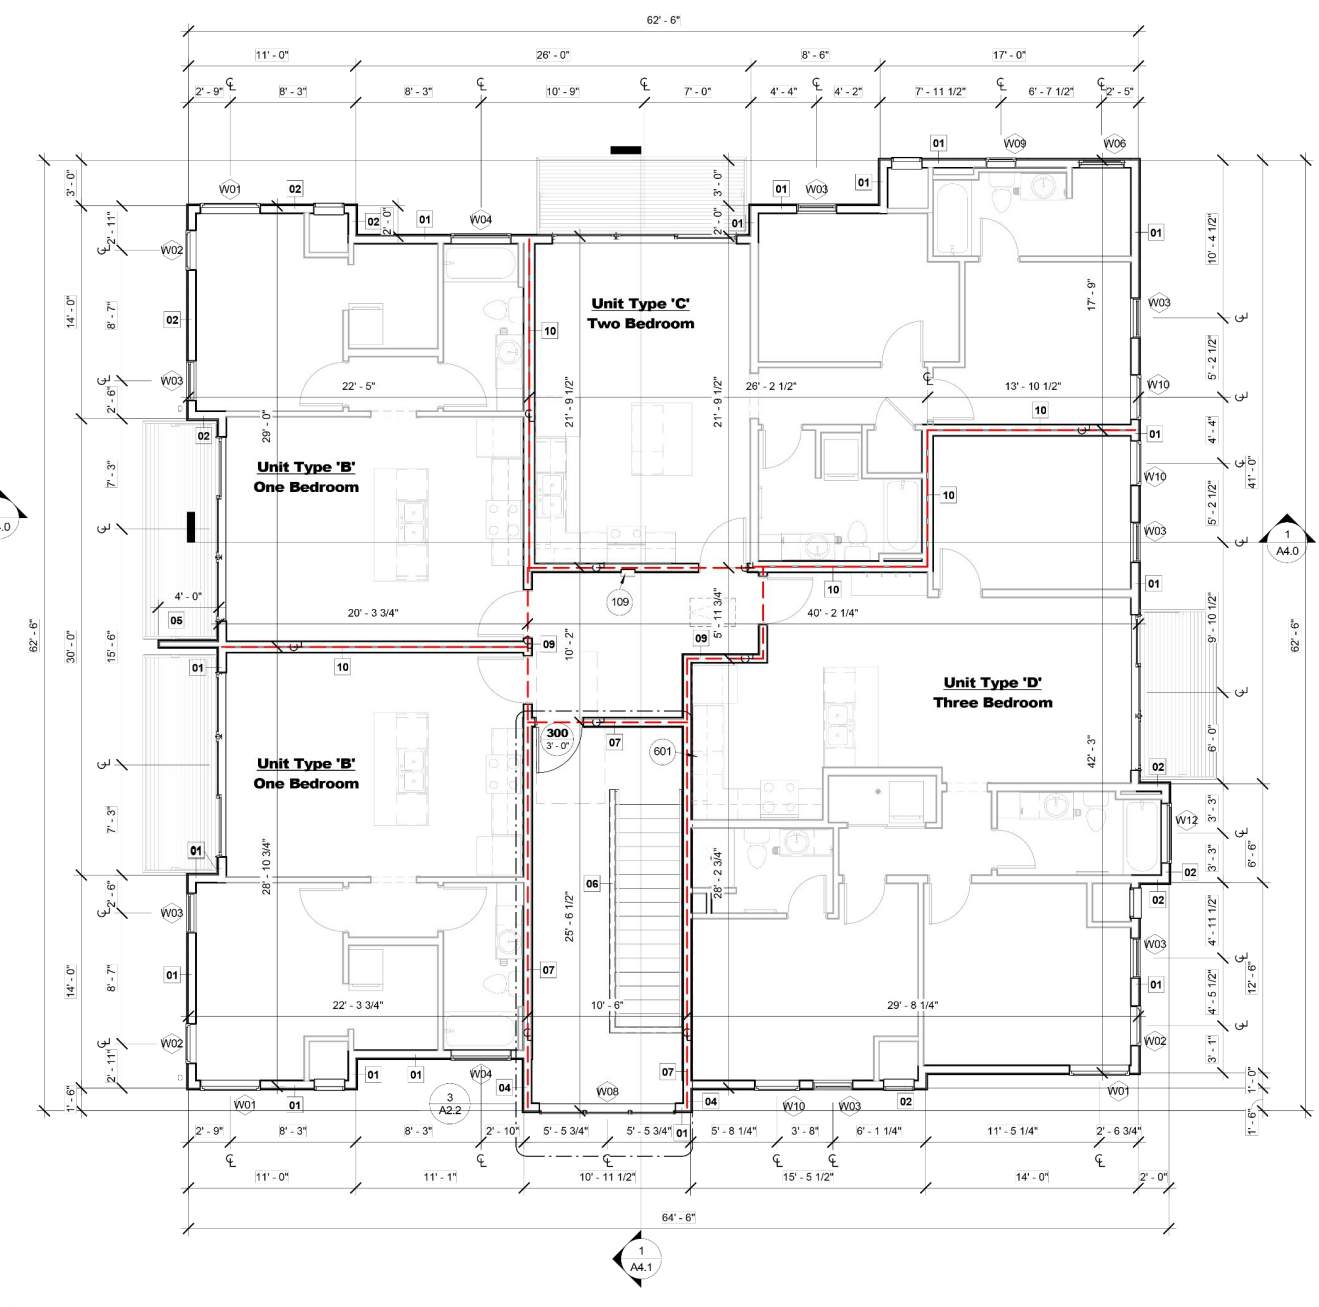 62' - 6"
11' - 0"
26' - 0"
8' - 6"
17' - 0"
2' - 9"
8' - 3"
8' - 3"
10' - 9"
7' - 0"
4' - 4"
4' - 2"
7' - 11 1/2"
6' - 7 1/2"
2' - 5"
01
W09
W06
3' - 0"
W01
02
3' - 0"
01
W03
01
02
2' - 0"
01
W04
2' - 0"
01
2' - 11"
W02
01
10' - 4 1/2"
17' - 9"
Unit Type 'C'
Two Bedroom
W03
14' - 0"
8' - 7"
02
10
5' - 2 1/2"
W03
22' - 5"
21' - 9 1/2"
21' - 9 1/2"
26' - 2 1/2"
13' - 10 1/2"
W10
2' - 6"
02
29' - 0"
10
01
4' - 4"
41' - 0"
Unit Type 'B'
One Bedroom
7' - 3"
W10
10
5' - 2 1/2"
W03
1
A4.0
4.0
01
10
109
4' - 0"
05
20' - 3 3/4"
5' - 11 3/4"
40' - 2 1/4"
9' - 10 1/2"
62' - 6"
30' - 0"
15' - 6"
09
10' - 2"
09
62' - 6"
01
10
Unit Type 'D'
Three Bedroom
300
3' - 0"
07
601
42' - 3"
6' - 0"
Unit Type 'B'
One Bedroom
02
7' - 3"
3' - 3"
W12
01
28' - 10 3/4"
28' - 2 3/4"
3' - 3"
6' - 6"
02
2' - 6"
06
02
W03
25' - 6 1/2"
4' - 11 1/2"
W03
14' - 0"
8' - 7"
01
07
01
12' - 6"
22' - 3 3/4"
10' - 6"
29' - 8 1/4"
4' - 5 1/2"
W02
W02
2' - 11"
01
01
W04
07
3' - 1"
04
W08
1' - 0"
1' - 6"
W01
01
3
A2.2
04
W10
W03
02
W01
1' - 6"
2' - 9"
8' - 3"
8' - 3"
2' - 10"
5' - 5 3/4"
5' - 5 3/4"
01
5' - 8 1/4"
3' - 8"
6' - 1 1/4"
11' - 5 1/4"
2' - 6 3/4"
11' - 0"
11' - 1"
10' - 11 1/2"
15' - 5 1/2"
14' - 0"
2' - 0"
64' - 6"
1
A4.1